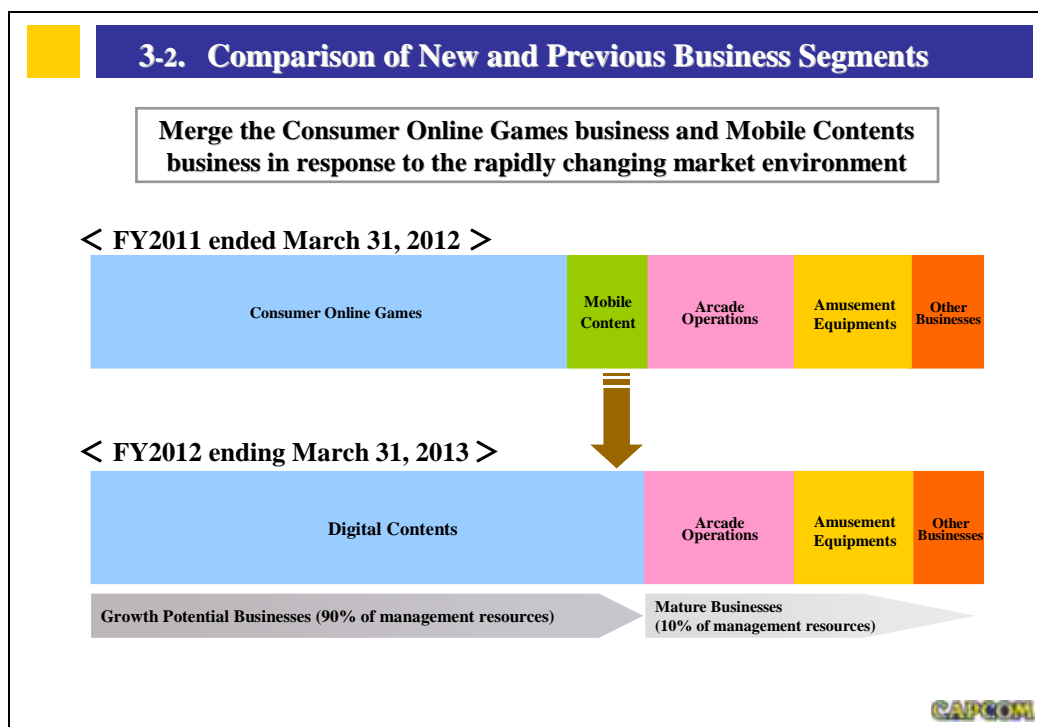 3-2. Comparison of New and Previous Business Segments
Merge the Consumer Online Games business and Mobile Contents
business in response to the rapidly changing market environment
< FY2011 ended March 31, 2012 >
Consumer Online Games
Mobile
Content
Arcade
Operations
Amusement
Equipments
Other
Businesses
< FY2012 ending March 31, 2013 >
Digital Contents
Arcade
Operations
Amusement
Equipments
Other
Businesses
Growth Potential Businesses (90% of management resources)
Mature Businesses
(10% of management resources)
CAPCOM